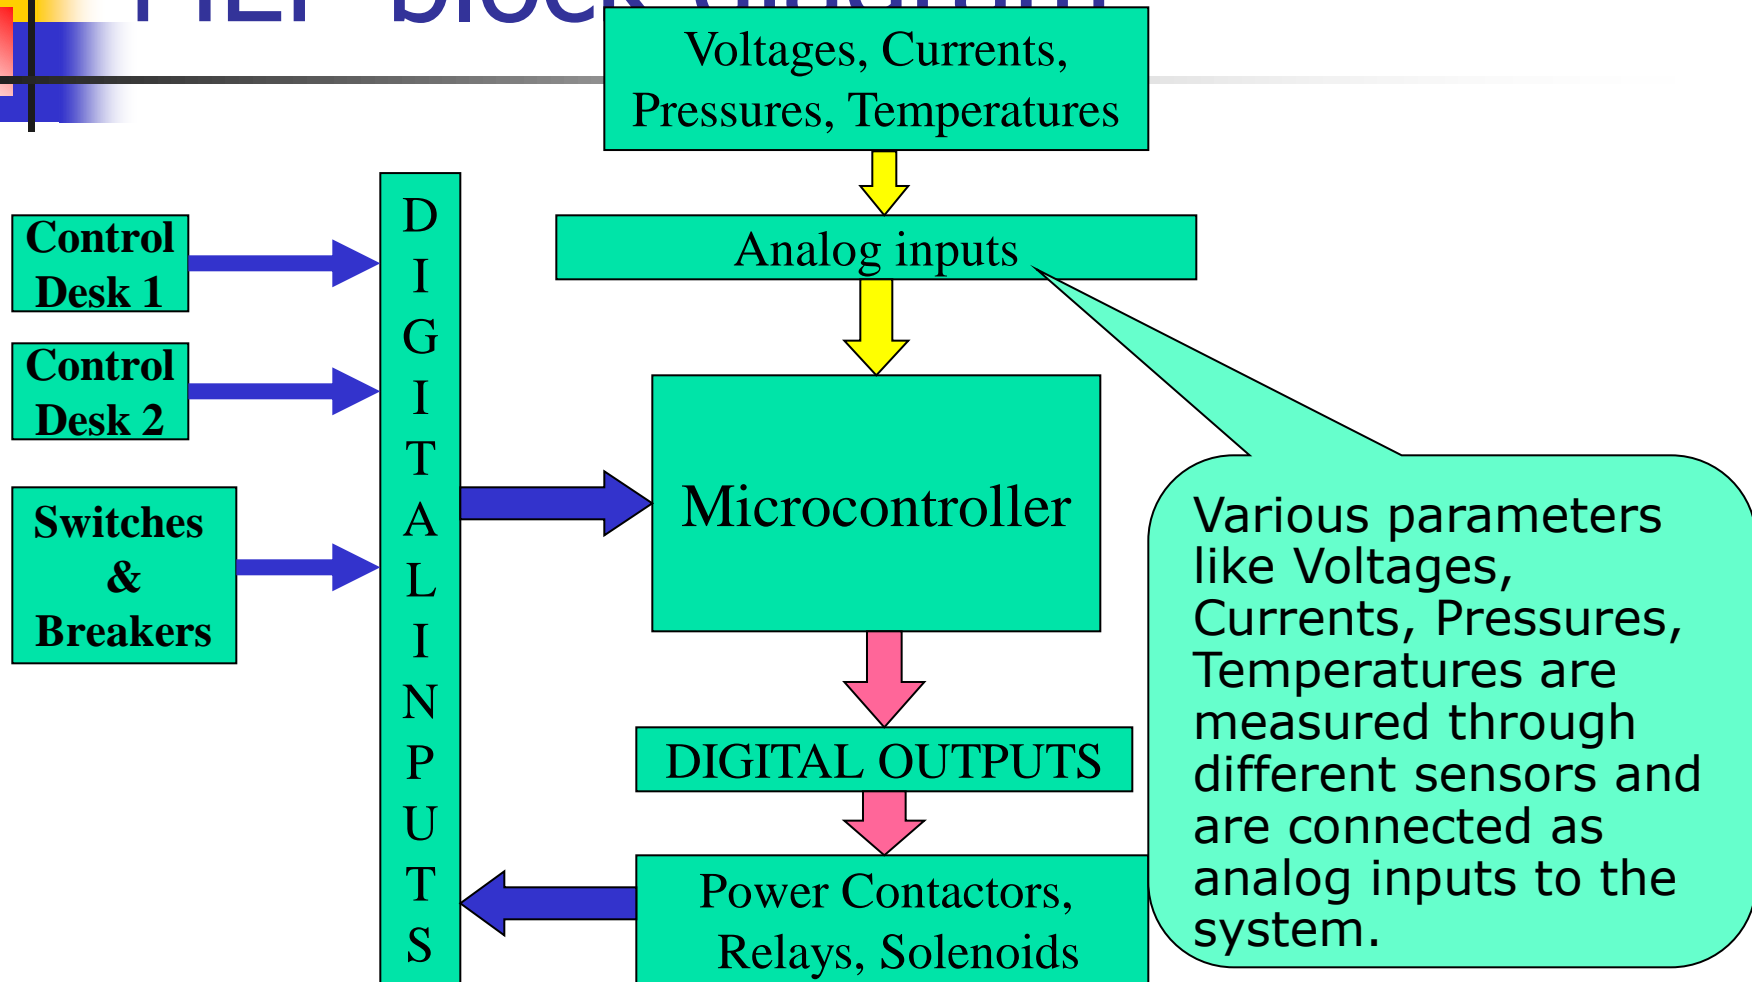 block diagram
Voltages, Currents,
Pressures, Temperatures
Analog inputs
Control
Desk 1
Control
Desk 2
Switches
&
Breakers
D
I
G
I
T
A
L
I
N
P
U
T
S
Microcontroller
DIGITAL OUTPUTS
Power Contactors,
Relays, Solenoids
Various parameters
like Voltages,
Currents, Pressures,
Temperatures are
measured through
different sensors and
are connected as
analog inputs to the
system.